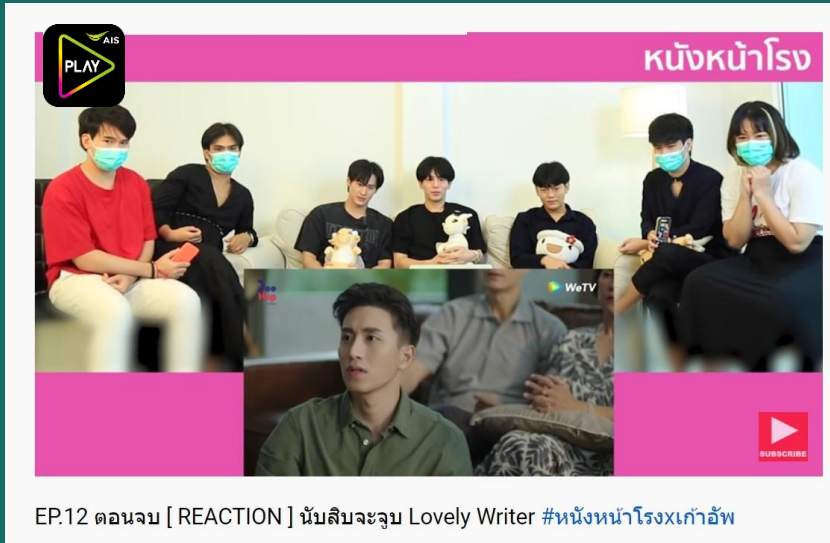 AIS
PLAY
หนังหน้าโรง
WeTV
SUBSCRIBE
EP.12 ตอนจบ [ REACTION ] นับสิบจะจูบ Lovely Writer #หนังหน้าโรงxเก้าอัพ